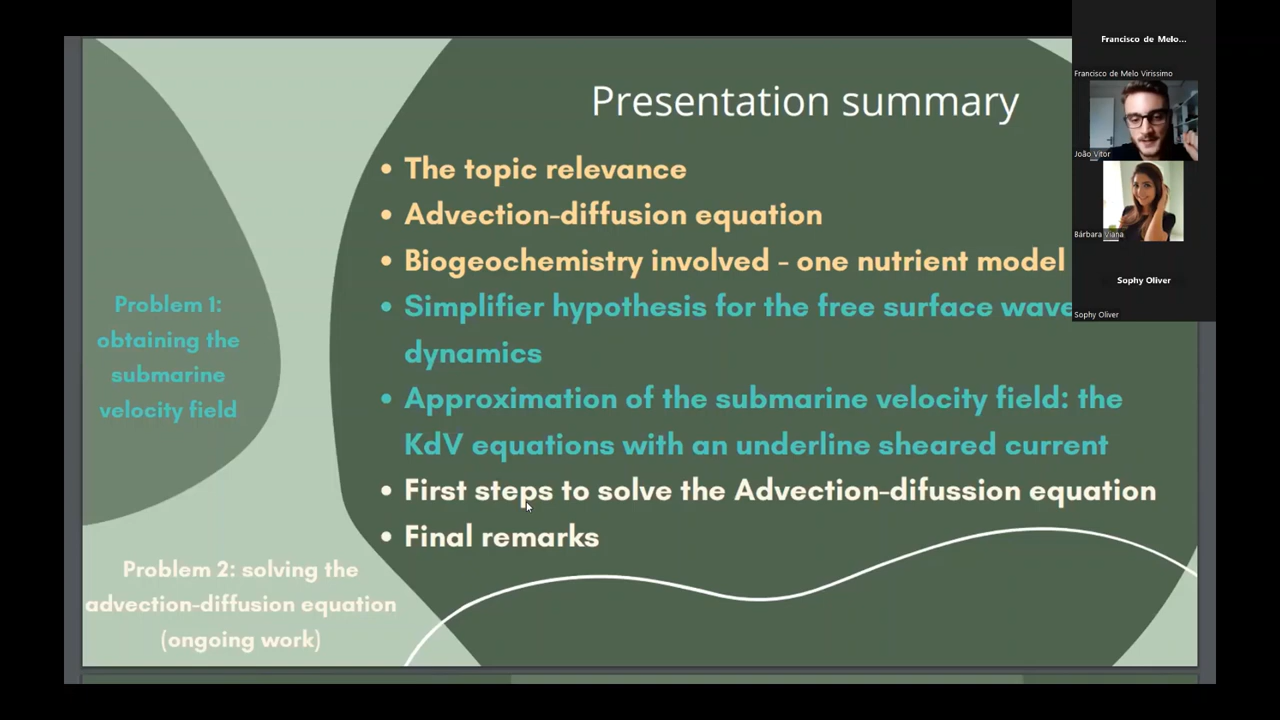 Presentation summary
• The topic relevance
• Advection-diffusion equation
• Biogeochemistry involved - one nutrient model
• Simplifier hypothesis for the free surface wave
dynamics
• Approximation of the submarine velocity field: the
KdV equations with an underline sheared current
• First steps to solve the Advection-difussion equation
• Final remarks
Problem 1:
obtaining the
submarine
velocity field
Problem 2: solving the
advection-diffusion equation
(ongoing work)
Francisco de Melo...
Francisco de Melo Virissimo
João Vitor
Bárbara Viana
Sophy Oliver
Sophy Oliver